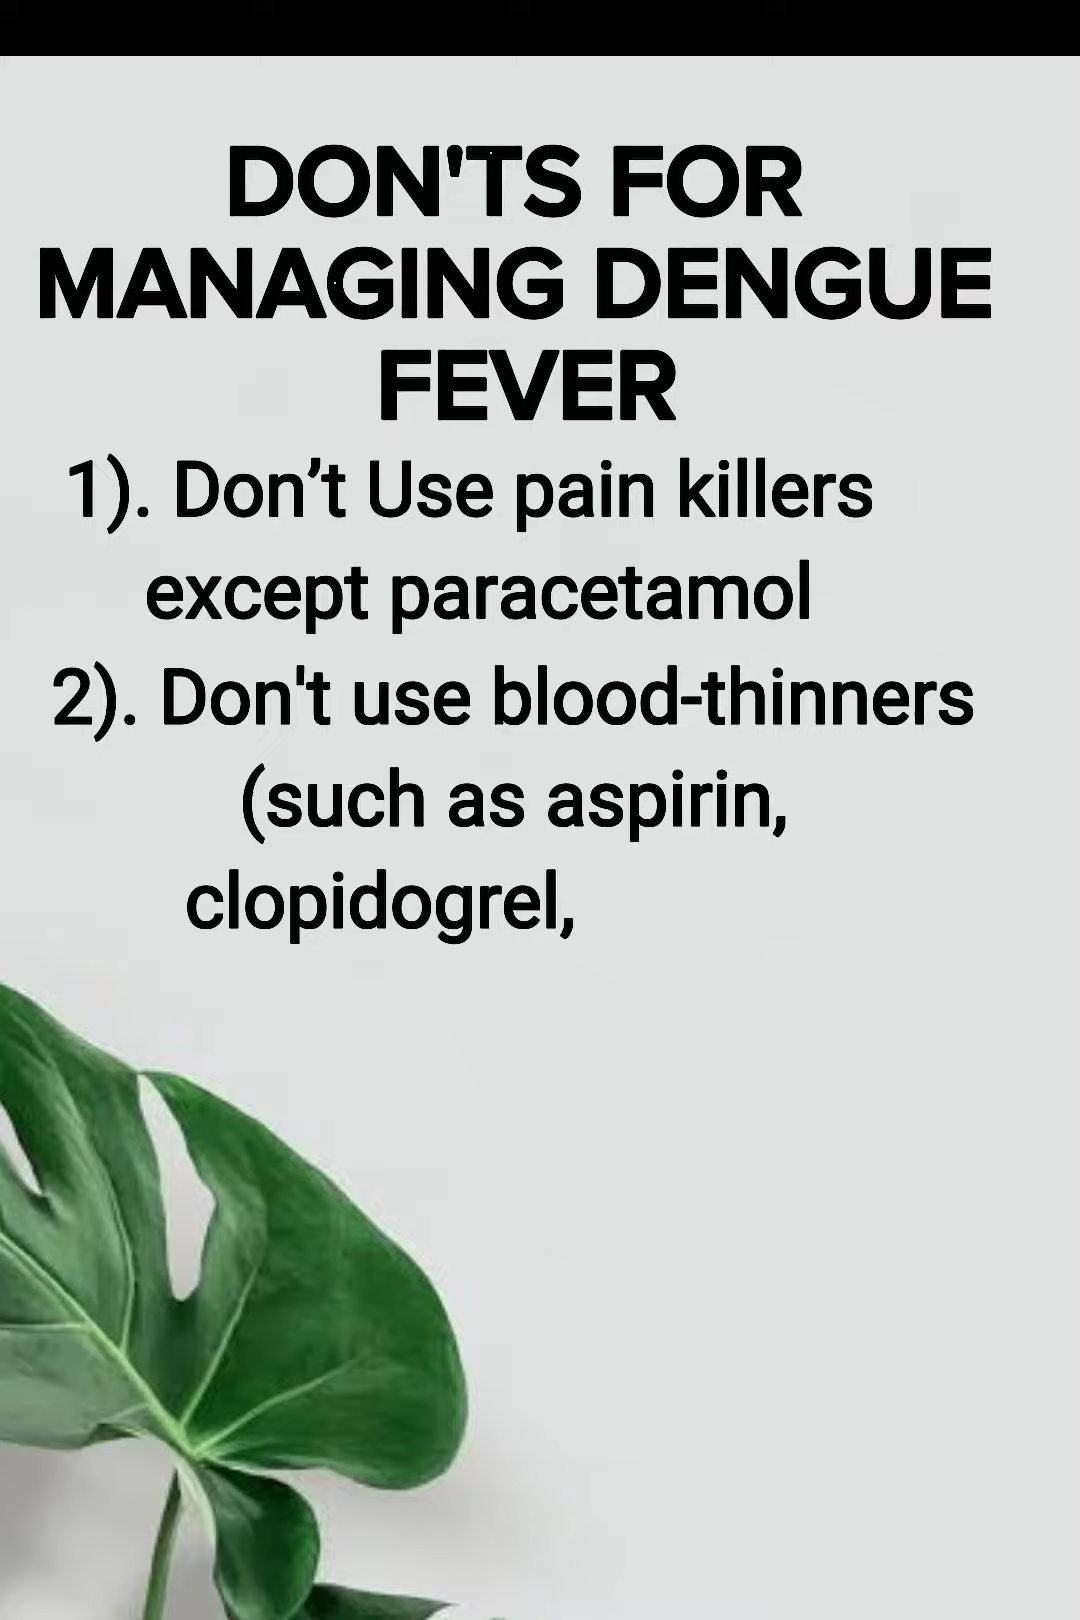 DON'TS FOR
MANAGING DENGUE
FEVER
1). Don’t Use pain killers
except paracetamol
2). Don't use blood-thinners
(such as aspirin,
clopidogrel,